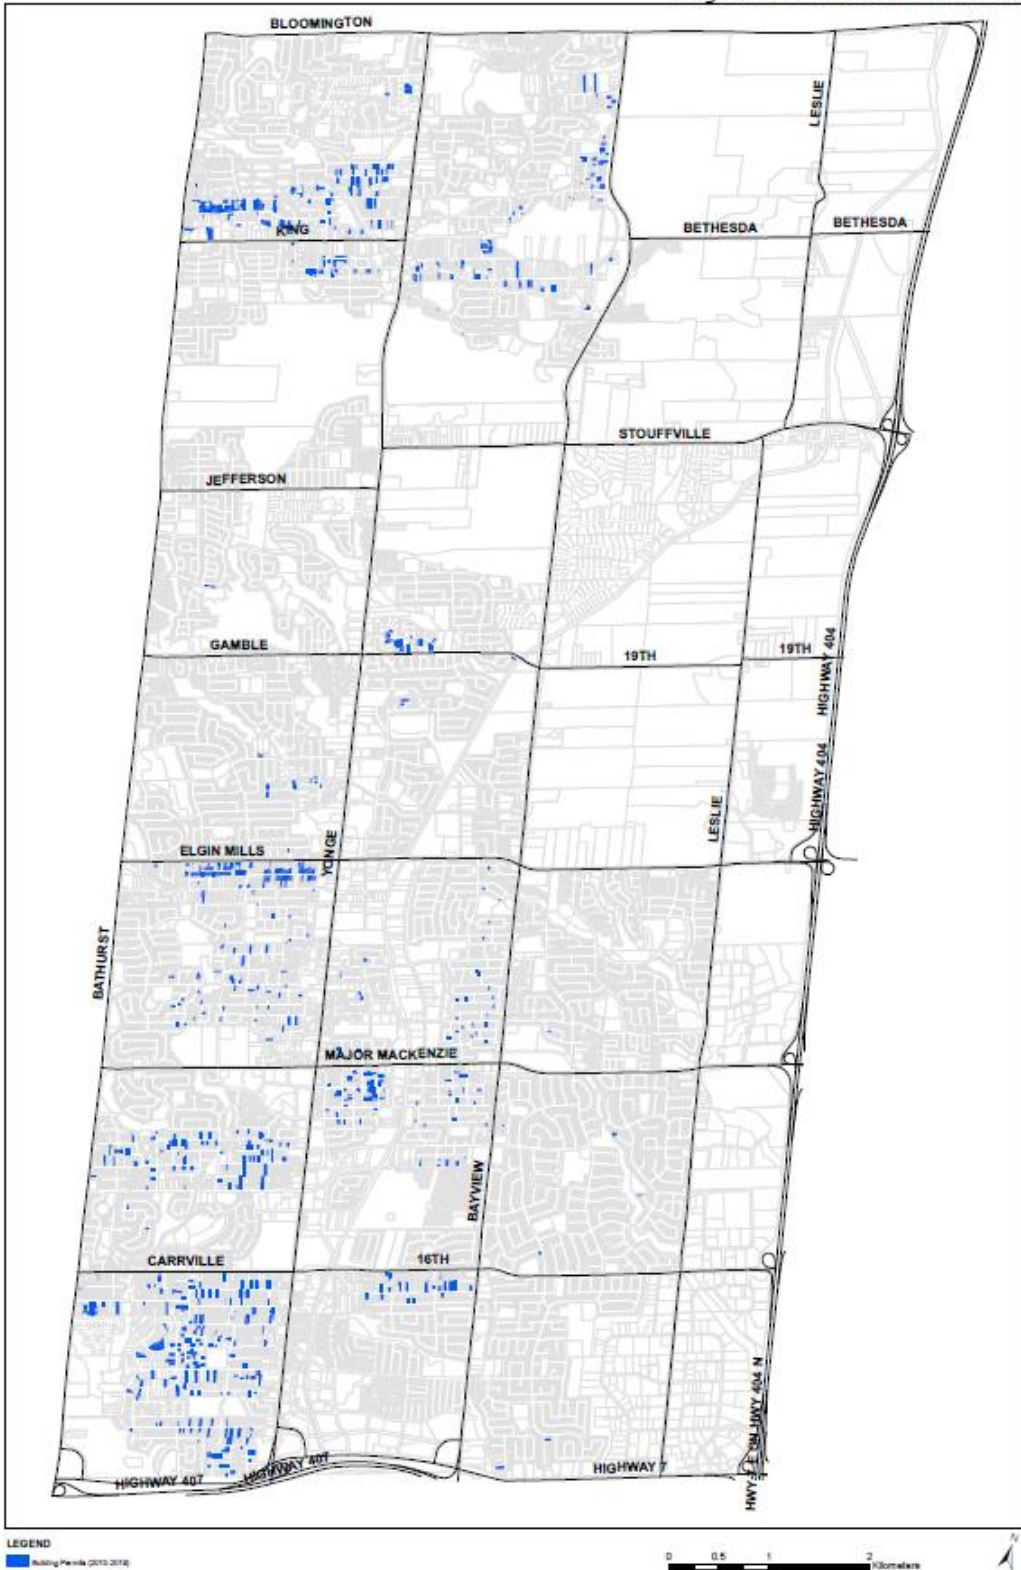 BLOOMINGTON
LESLIE
BETHESDA
BETHESDA
KING
STOUFFVILLE
JEFFERSON
GAMBLE
19TH
19TH
HIGHWAY 404
HIGHWAY 404
LESLIE
YONGE
ELGIN MILLS
BATHURST
MAJOR MACKENZIE
BAYVIEW
CARRVILLE
16TH
HIGHWAY 407
HIGHWAY 407
HIGHWAY 7
LEGEND
0 0.5 1 2
Kilometers
N